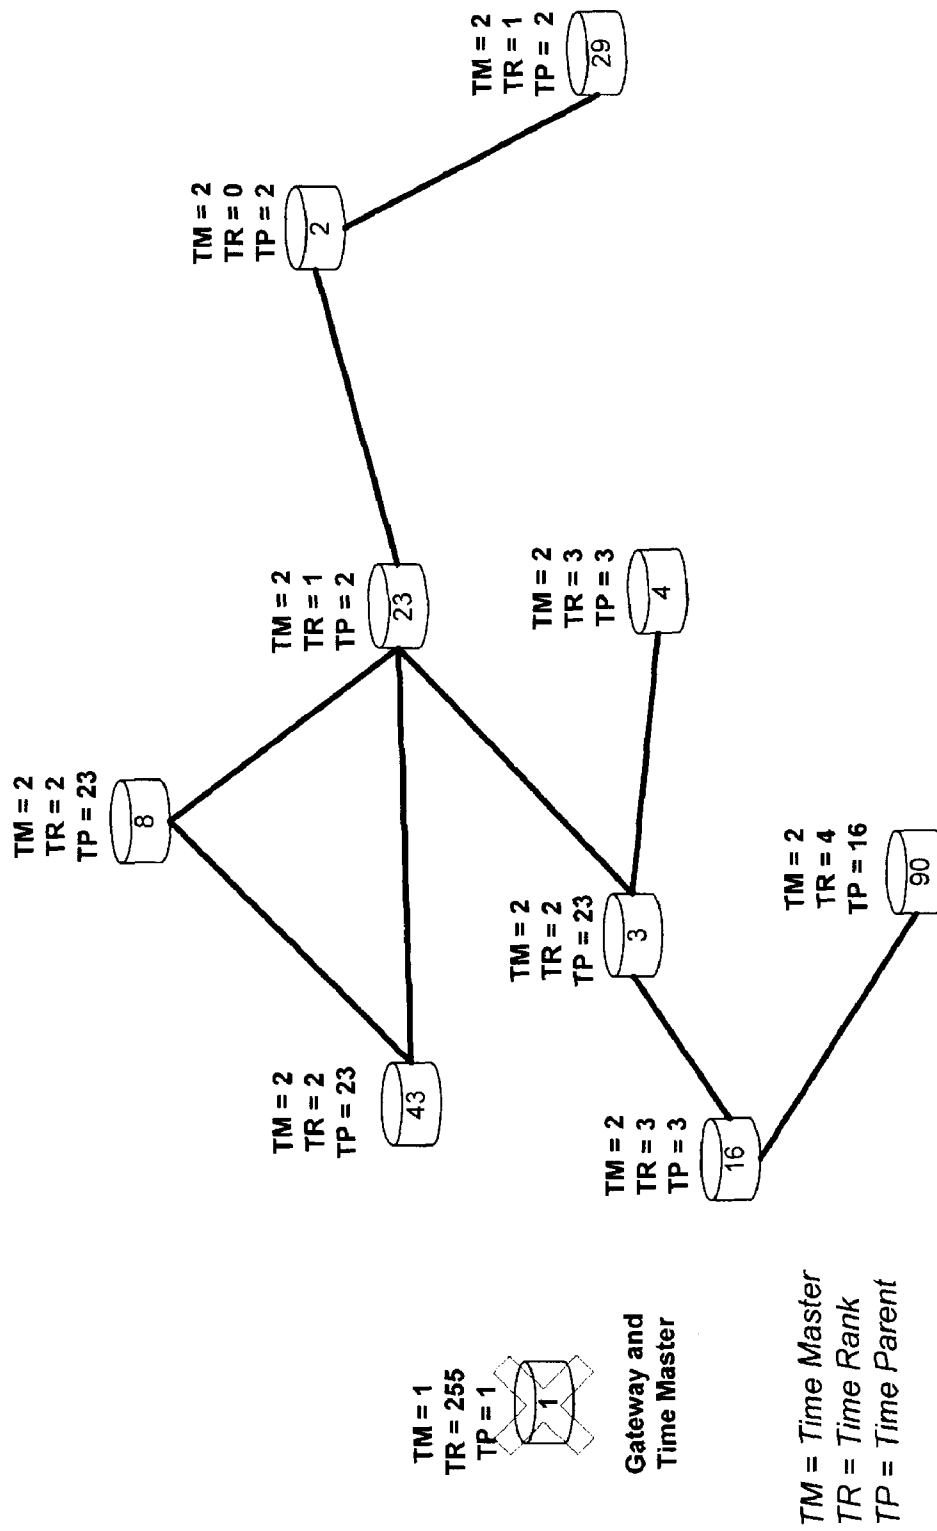 TM = 1
TR = 255
TP = 1
1
Gateway and
Time Master
TM = 2
TR = 2
TP = 23
43
TM = 2
TR = 2
TP = 23
8
TM = 2
TR = 1
TP = 2
23
TM = 2
TR = 0
TP = 2
2
TM = 2
TR = 1
TP = 2
29
TM = 2
TR = 3
TP = 3
16
TM = 2
TR = 2
TP = 23
3
TM = 2
TR = 3
TP = 3
4
TM = 2
TR = 4
TP = 16
90
TM = Time Master
TR = Time Rank
TP = Time Parent